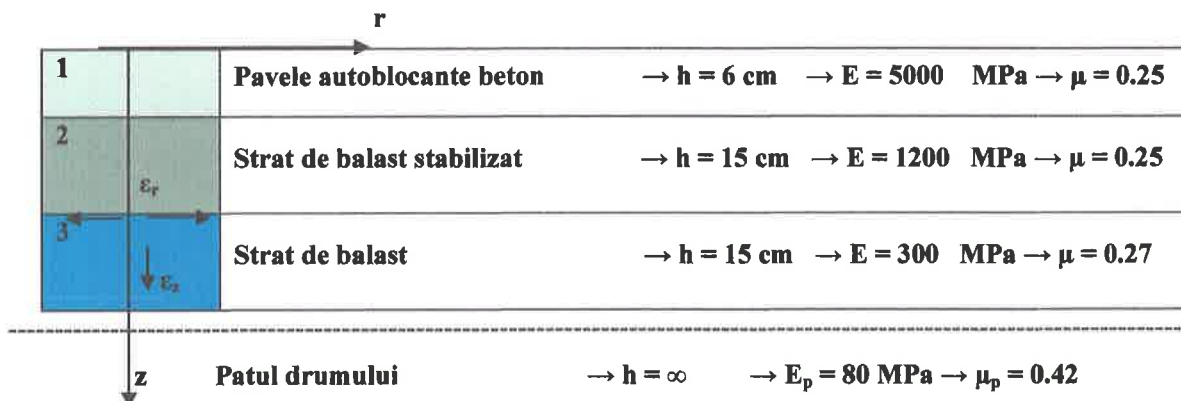 r
1 Pavele autoblocante beton → h = 6 cm → E = 5000 MPa → μ = 0.25
2 Strat de balast stabilizat → h = 15 cm → E = 1200 MPa → μ = 0.25
εr
3 Strat de balast → h = 15 cm → E = 300 MPa → μ = 0.27
εz
z Patul drumului → h = ∞ → Ep = 80 MPa → μp = 0.42